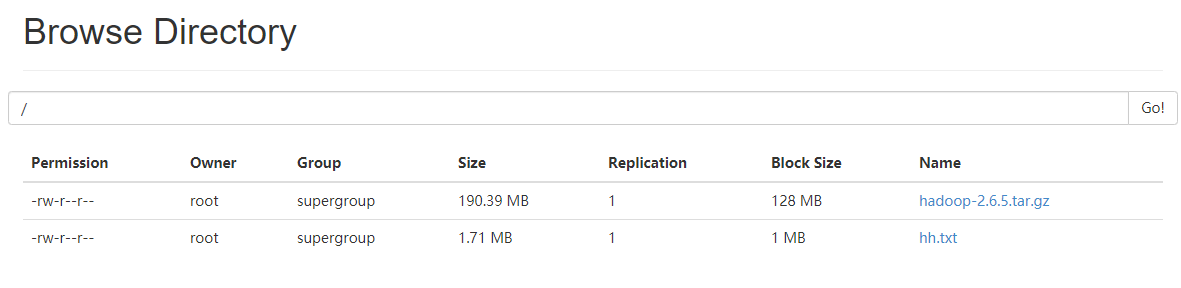 Browse Directory
/ Go!
Permission Owner Group Size Replication Block Size Name
-rw-r--r-- root supergroup 190.39 MB 1 128 MB hadoop-2.6.5.tar.gz
-rw-r--r-- root supergroup 1.71 MB 1 1 MB hh.txt